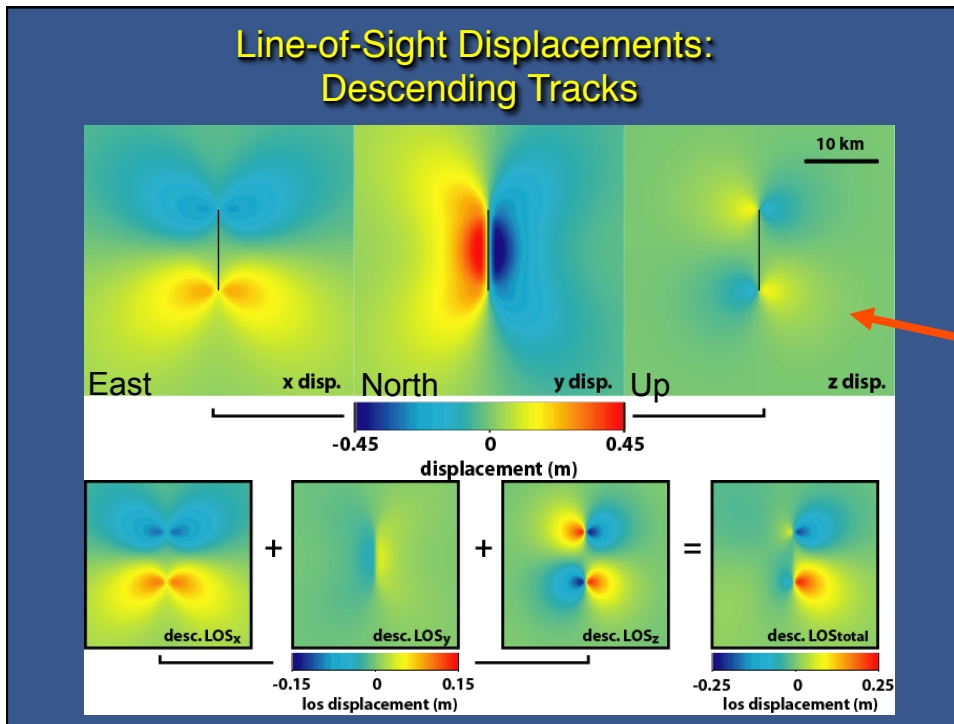 Line-of-Sight Displacements:
Descending Tracks
10 km
East x disp. North y disp. Up z disp.
-0.45 0 0.45
displacement (m)
+ + =
desc. LOSx desc. LOSy desc. LOSz desc. LOStotal
-0.15 0 0.15 -0.25 0 0.25
los displacement (m) los displacement (m)